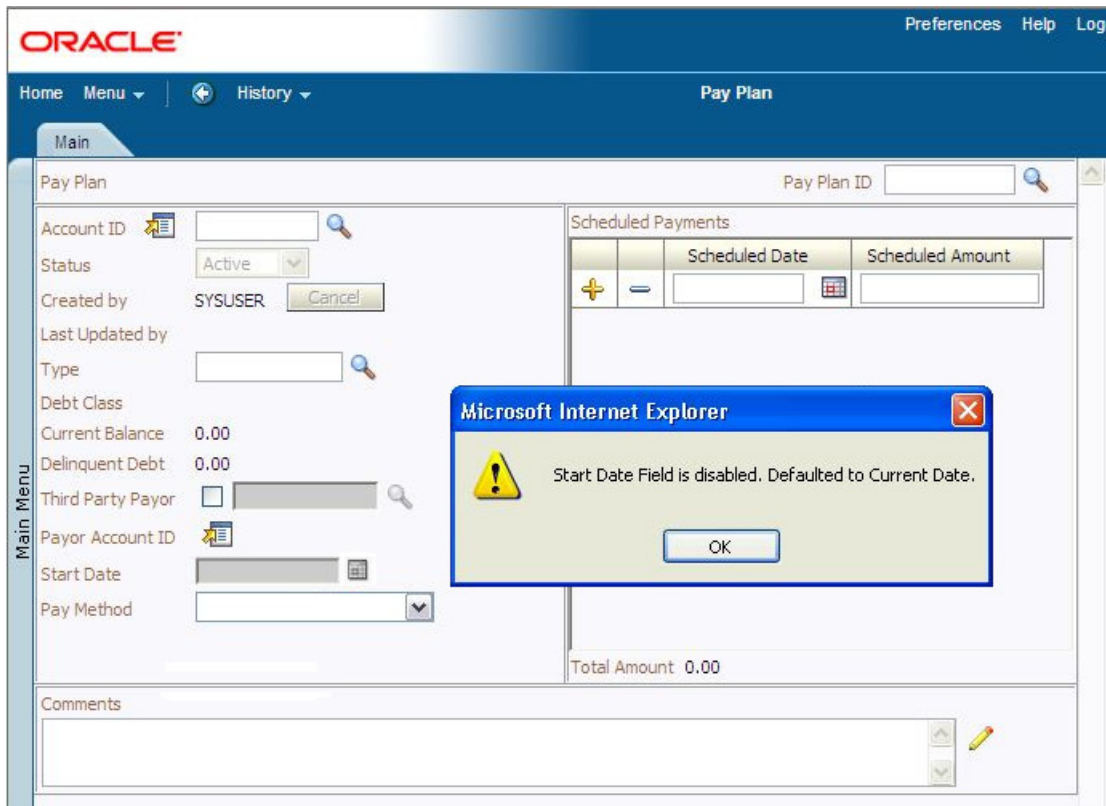 Preferences Help Log
ORACLE
Home Menu History Pay Plan
Main
Pay Plan Pay Plan ID
Account ID
Status Active
Created by SYSUSER Cancel
Last Updated by
Type
Debt Class
Current Balance 0.00
Delinquent Debt 0.00
Third Party Payor
Payor Account ID
Start Date
Pay Method
Scheduled Payments
Scheduled Date Scheduled Amount
Total Amount 0.00
Microsoft Internet Explorer
Start Date Field is disabled. Defaulted to Current Date.
OK
Comments
Main Menu